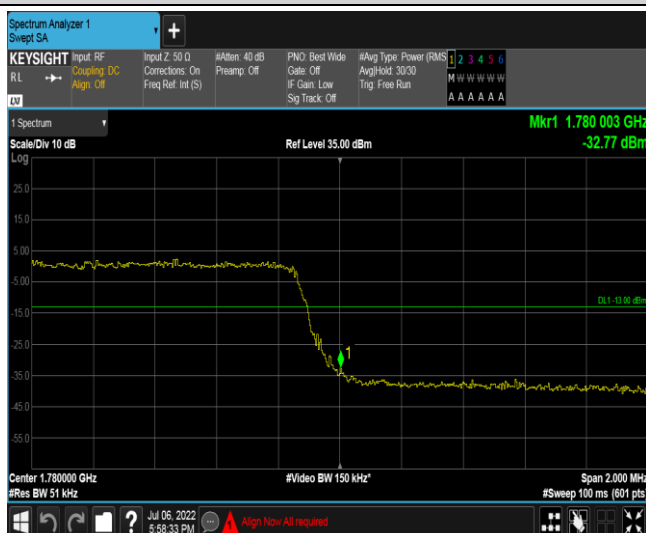 Spectrum Analyzer 1
Swept SA
+
KEYSIGHT
RL
LXI
Input: RF
Coupling: DC
Align: Off
Input Z: 50 Ω
Corrections: On
Freq Ref: Int (S)
#Atten: 40 dB
Preamp: Off
PNO: Best Wide
Gate: Off
IF Gain: Low
Sig Track: Off
#Avg Type: Power (RMS
Avg|Hold: 30/30
Trig: Free Run
1 2 3 4 5 6
M W W W W W
A A A A A A
1 Spectrum
Mkr1 1.780 003 GHz
Scale/Div 10 dB
Ref Level 35.00 dBm
-32.77 dBm
Log
25.0
15.0
5.00
-5.00
DL1 -13.00 dBm
-15.0
1
-25.0
-35.0
-45.0
-55.0
Center 1.780000 GHz
#Video BW 150 kHz*
Span 2.000 MHz
#Res BW 51 kHz
#Sweep 100 ms (601 pts)
?
Jul 06, 2022
5:58:33 PM
Align Now All required